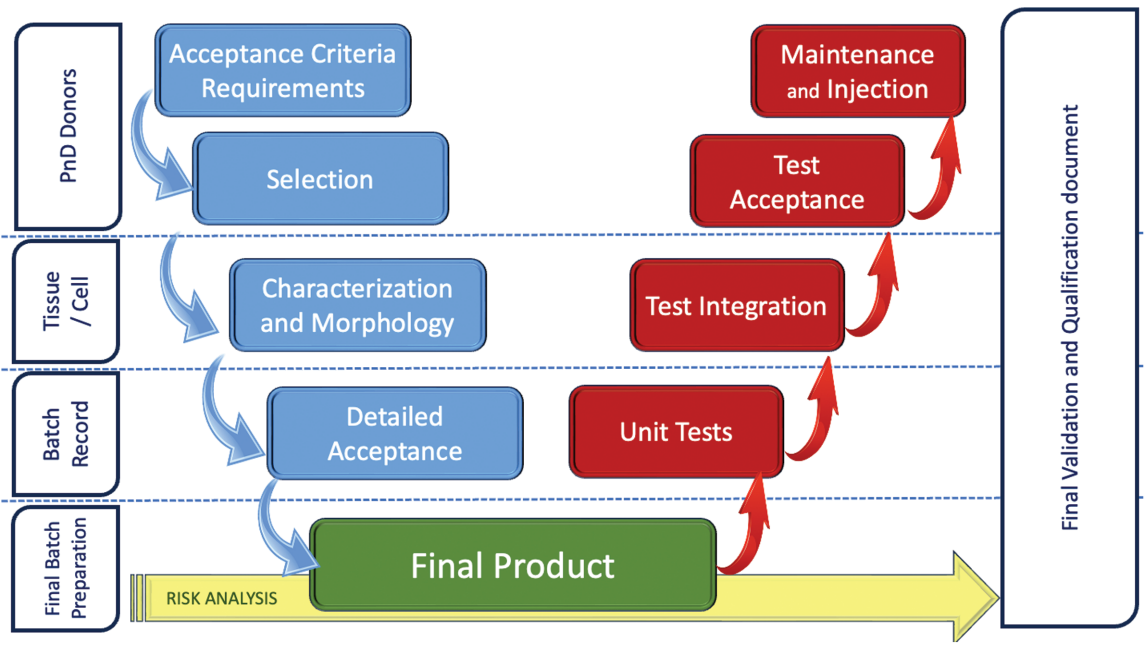 PnD Donors
Acceptance Criteria
Requirements
Selection
Maintenance
and Injection
Test
Acceptance
Tissue
/ Cell
Characterization
and Morphology
Test Integration
Batch
Record
Detailed
Acceptance
Unit Tests
Final Batch
Preparation
Final Product
RISK ANALYSIS
Final Validation and Qualification document